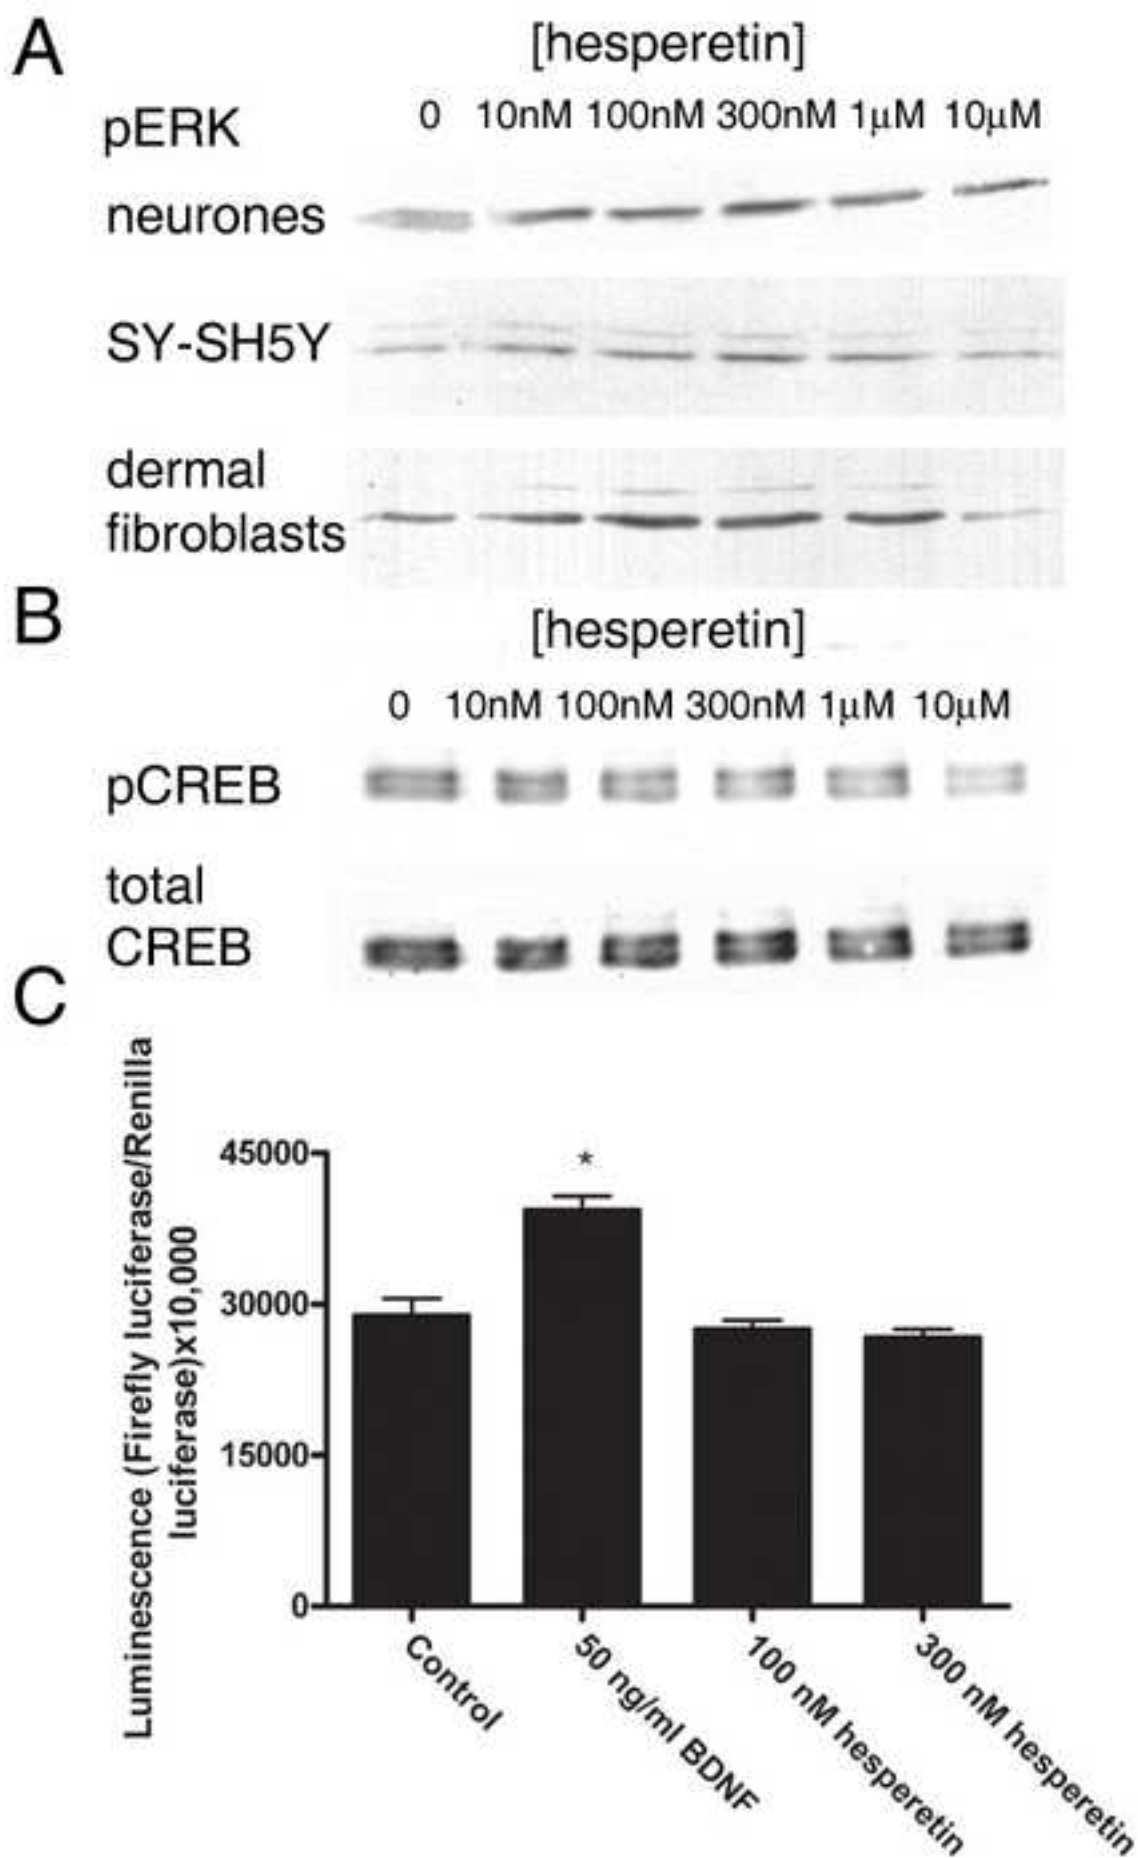 A
[hesperetin]
pERK
0 10nM 100nM 300nM 1µM 10µM
neurones
SY-SH5Y
dermal
fibroblasts
B
[hesperetin]
0 10nM 100nM 300nM 1µM 10µM
pCREB
total
CREB
C
Luminescence (Firefly luciferase/Renilla
luciferase)x10,000
45000
*
30000
15000
0
Control
50 ng/ml BDNF
100 nM hesperetin
300 nM hesperetin